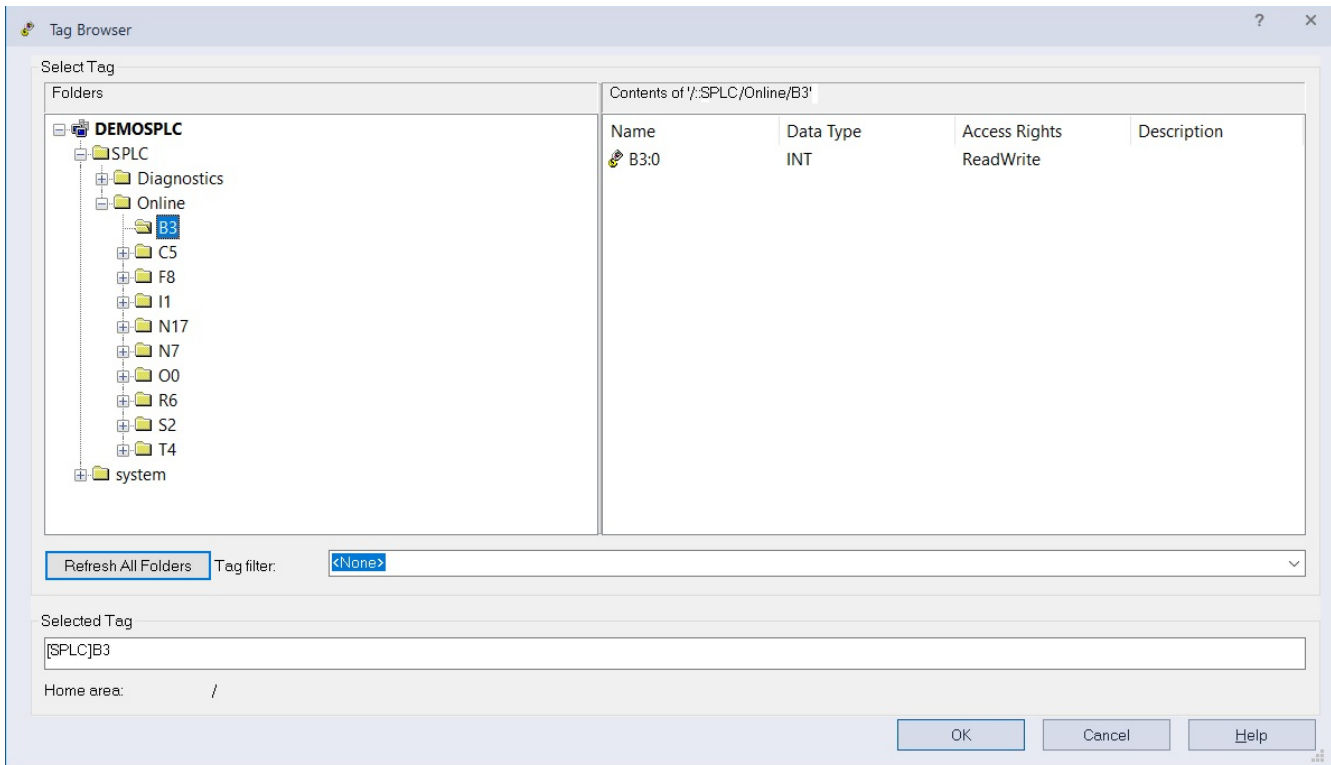 Tag Browser
? ×
Select Tag
Folders
Contents of '/::SPLC/Online/B3'
DEMOSPLC
SPLC
Diagnostics
Online
B3
C5
F8
I1
N17
N7
O0
R6
S2
T4
system
Name Data Type Access Rights Description
B3:0 INT ReadWrite
Refresh All Folders Tag filter: <None>
Selected Tag
[SPLC]B3
Home area: /
OK Cancel Help